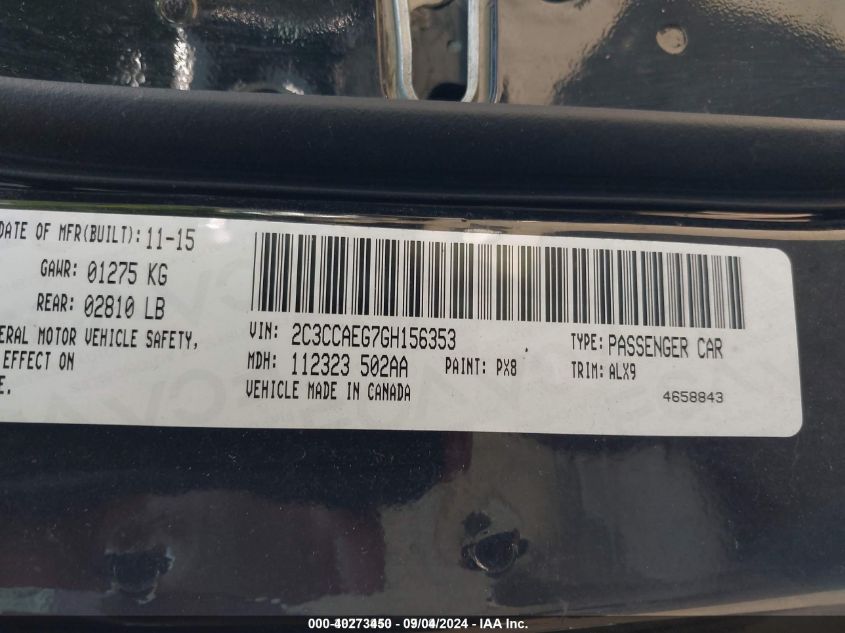 DATE OF MFR(BUILT): 11-15
GAWR: 01275 KG
REAR: 02810 LB
ERAL MOTOR VEHICLE SAFETY,
EFFECT ON
E.
VIN: 2C3CCAEG7GH156353
TYPE: PASSENGER CAR
MDH: 112323 502AA
PAINT: PX8
TRIM: ALX9
VEHICLE MADE IN CANADA
4658843
000-40273450 - 09/04/2024 - IAA Inc.